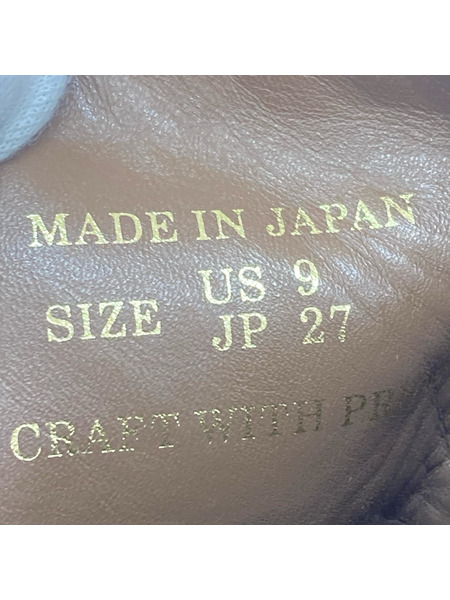 MADE IN JAPAN
SIZE US 9
JP 27
CRAFT WITH